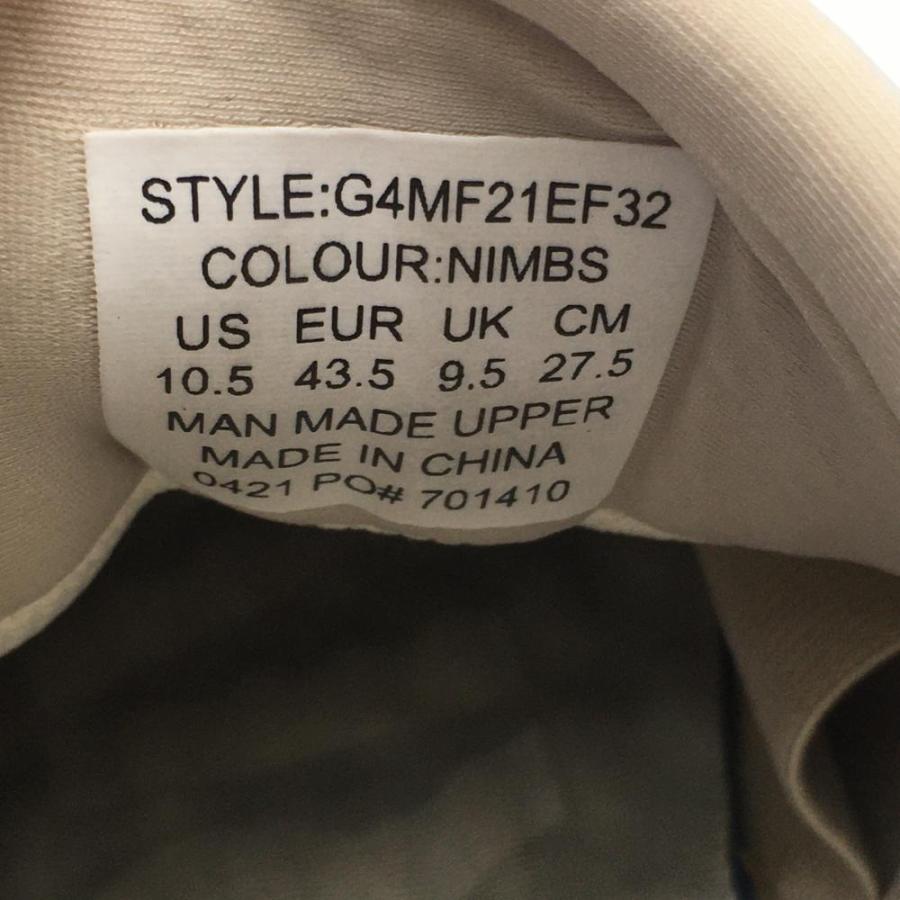 STYLE:G4MF21EF32
COLOUR:NIMBS
US EUR UK CM
10.5 43.5 9.5 27.5
MAN MADE UPPER
MADE IN CHINA
0421 PO# 701410